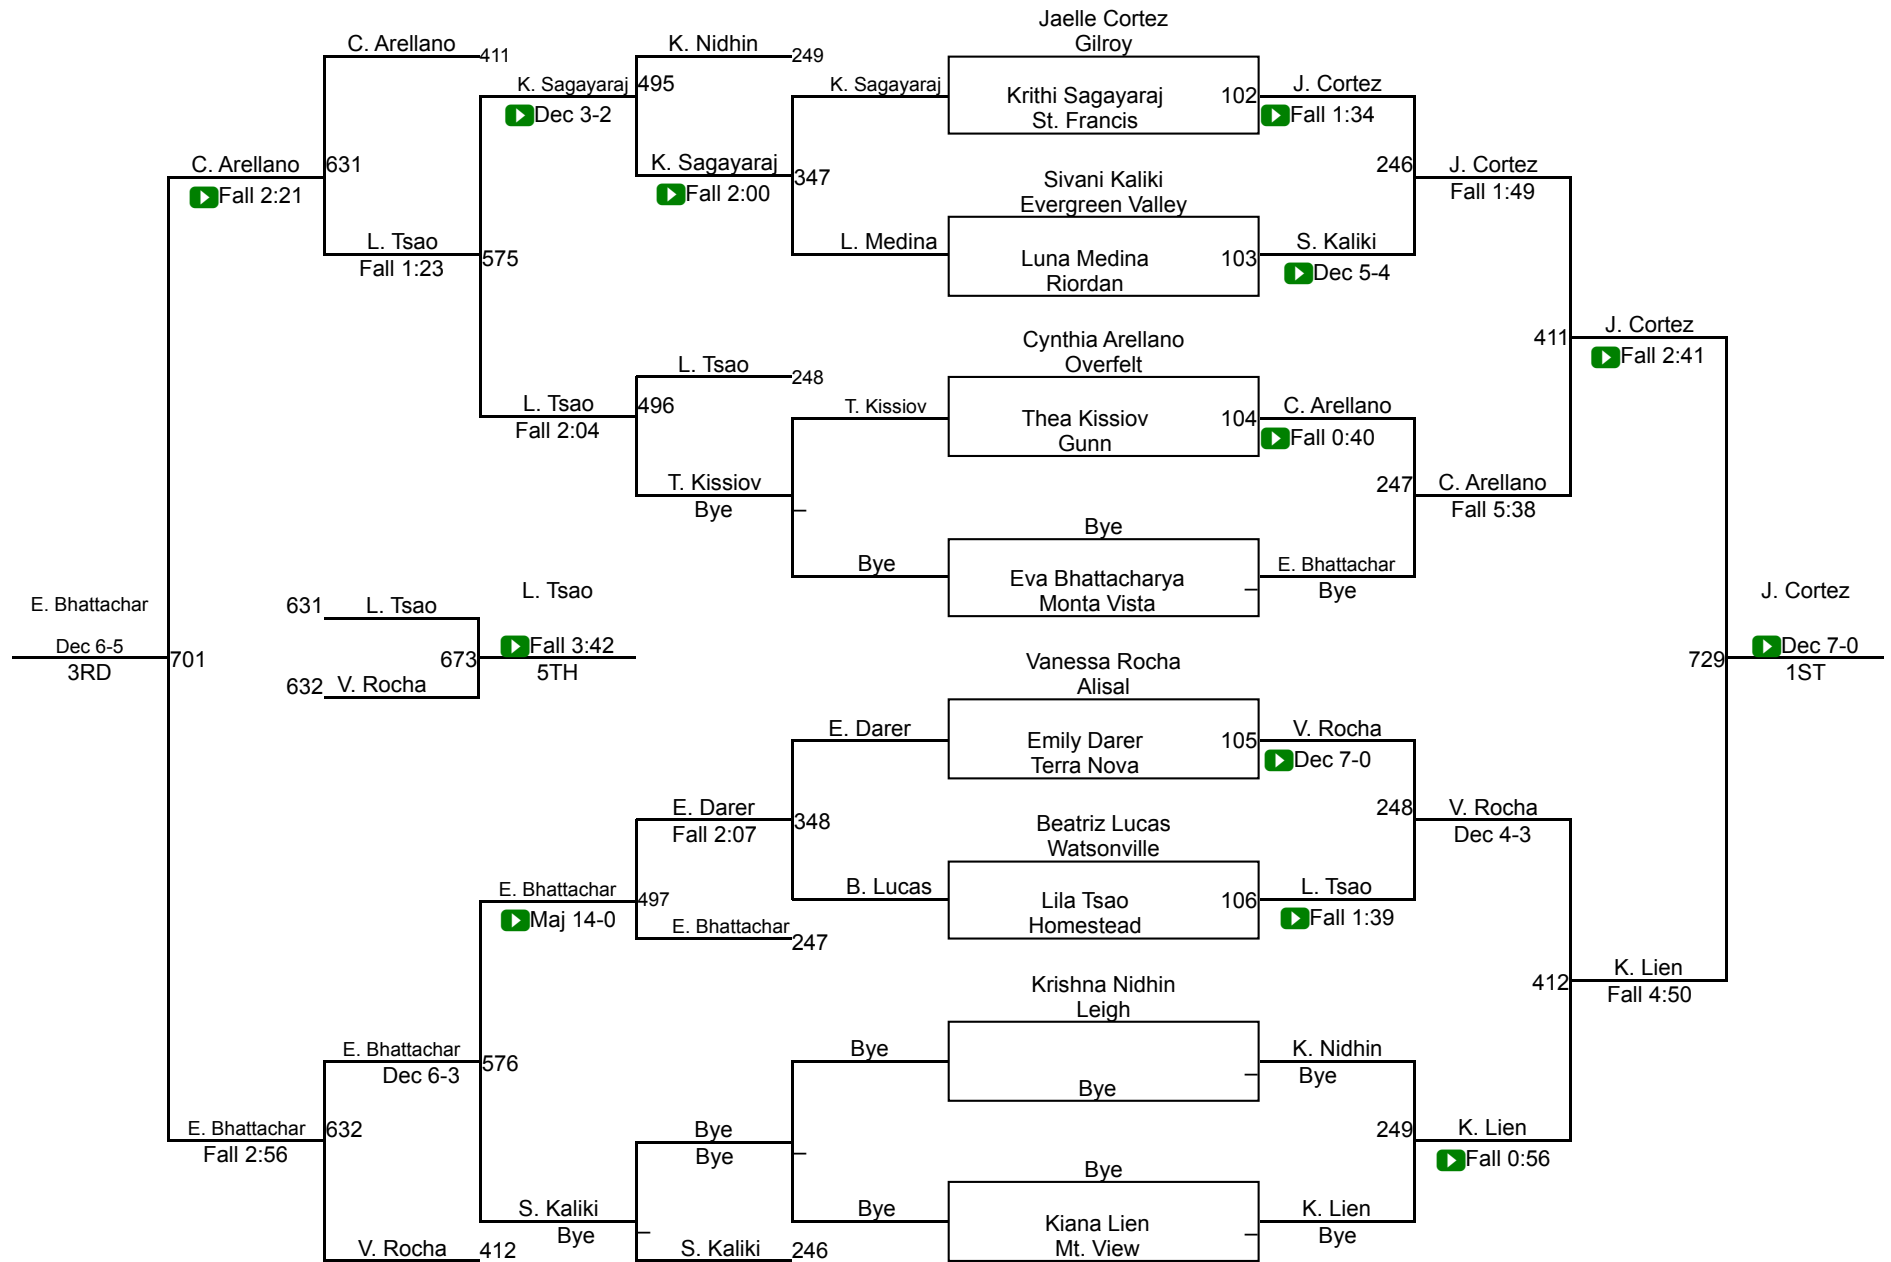 Jaelle Cortez
Gilroy
C. Arellano
411
K. Nidhin
249
K. Sagayaraj
495
Dec 3-2
K. Sagayaraj
Krithi Sagayaraj
St. Francis
102
J. Cortez
Fall 1:34
C. Arellano
631
Fall 2:21
K. Sagayaraj
347
Fall 2:00
Sivani Kaliki
Evergreen Valley
246
J. Cortez
Fall 1:49
L. Tsao
575
Fall 1:23
L. Medina
Luna Medina
Riordan
103
S. Kaliki
Dec 5-4
Cynthia Arellano
Overfelt
411
J. Cortez
Fall 2:41
L. Tsao
248
L. Tsao
496
Fall 2:04
T. Kissiov
Thea Kissiov
Gunn
104
C. Arellano
Fall 0:40
T. Kissiov
Bye
247
C. Arellano
Fall 5:38
Bye
Bye
Eva Bhattacharya
Monta Vista
E. Bhattachar
Bye
E. Bhattachar
Dec 6-5
3RD
701
631
L. Tsao
632
V. Rocha
673
L. Tsao
Fall 3:42
5TH
729
J. Cortez
Dec 7-0
1ST
Vanessa Rocha
Alisal
E. Darer
Emily Darer
Terra Nova
105
V. Rocha
Dec 7-0
E. Darer
348
Fall 2:07
Beatriz Lucas
Watsonville
248
V. Rocha
Dec 4-3
E. Bhattachar
497
Maj 14-0
E. Bhattachar
247
B. Lucas
Lila Tsao
Homestead
106
L. Tsao
Fall 1:39
Krishna Nidhin
Leigh
412
K. Lien
Fall 4:50
E. Bhattachar
576
Dec 6-3
Bye
Bye
K. Nidhin
Bye
E. Bhattachar
632
Fall 2:56
Bye
Bye
249
K. Lien
Fall 0:56
Bye
S. Kaliki
Bye
Bye
Kiana Lien
Mt. View
K. Lien
Bye
V. Rocha
412
S. Kaliki
246